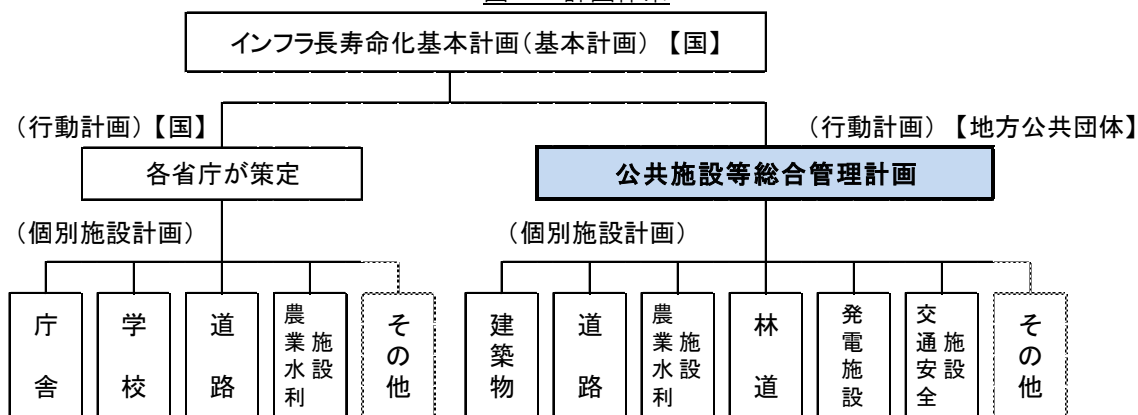 インフラ長寿命化基本計画(基本計画) 【国】
(行動計画)【国】
(行動計画) 【地方公共団体】
各省庁が策定
公共施設等総合管理計画
(個別施設計画)
(個別施設計画)
庁舎
学校
道路
農業水利
施設
その他
建築物
道路
農業水利
施設
林道
発電施設
交通安全
施設
その他